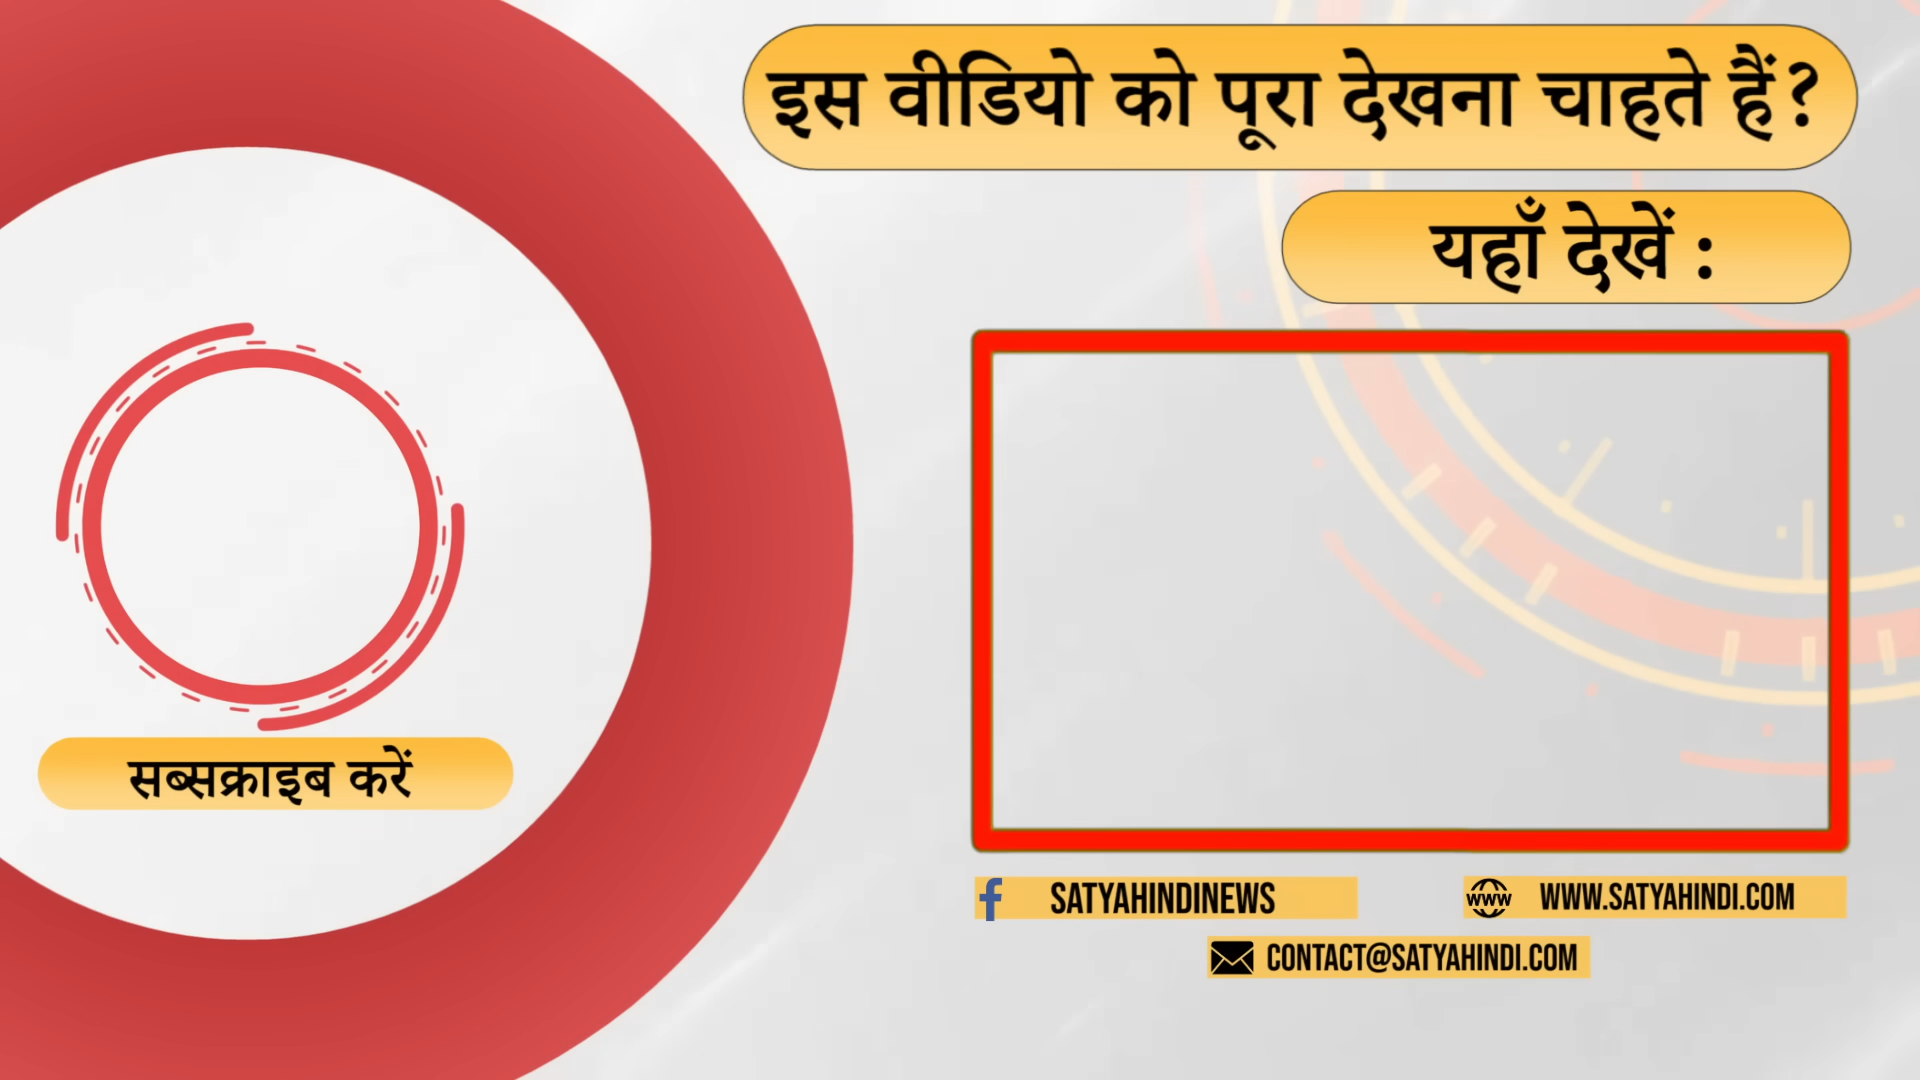 इस वीडियो को पूरा देखना चाहते हैं?
यहाँ देखें :
सब्सक्राइब करें
SATYAHINDINEWS
WWW.SATYAHINDI.COM
CONTACT@SATYAHINDI.COM